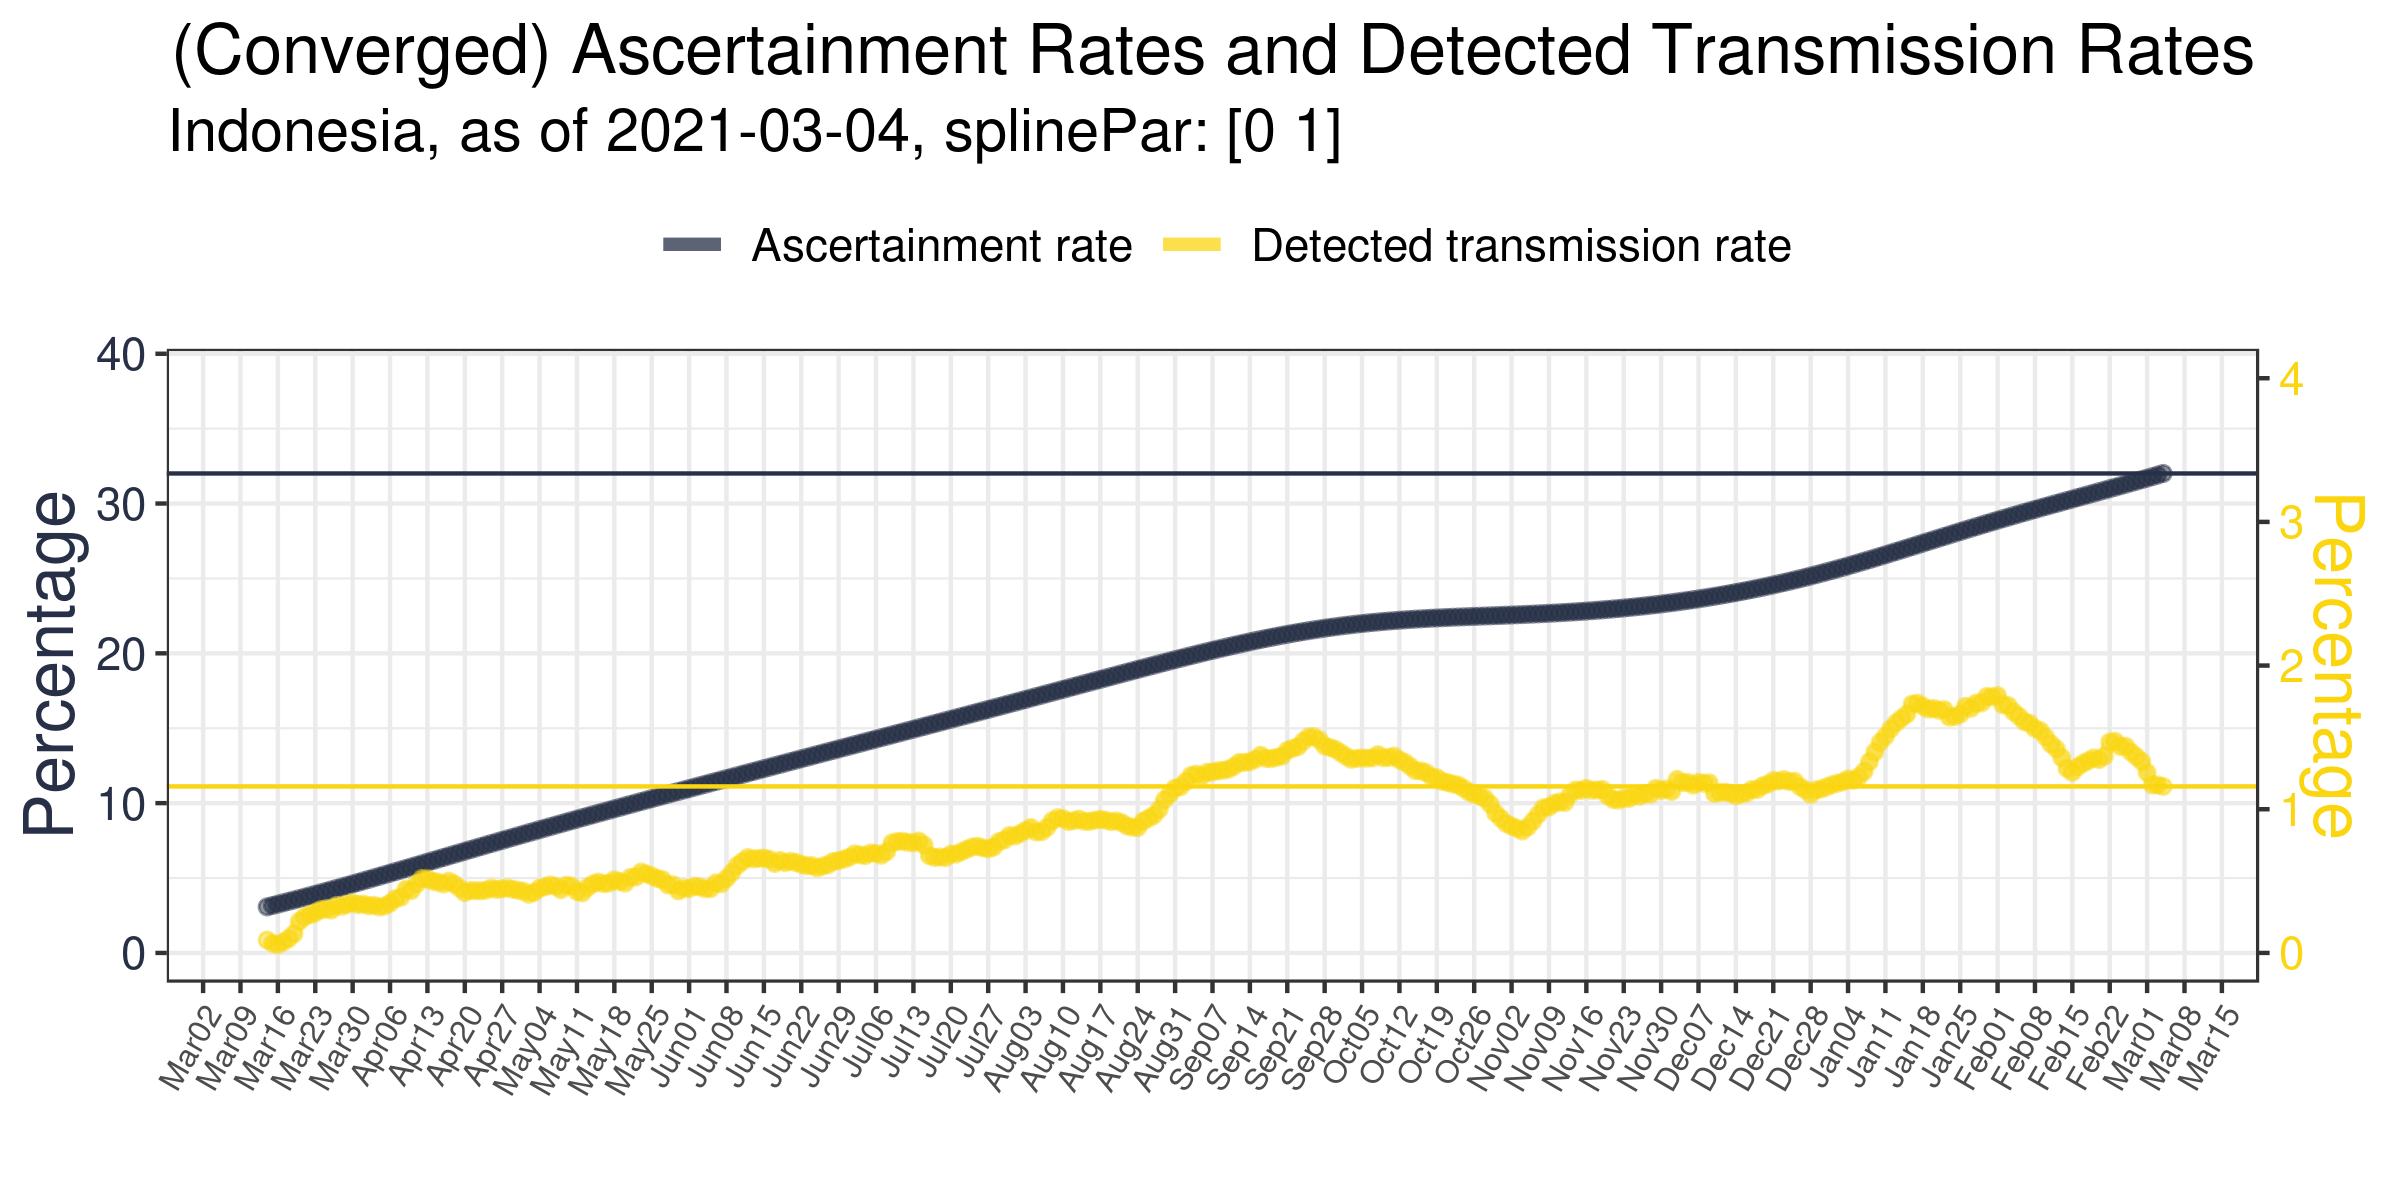 (Converged) Ascertainment Rates and Detected Transmission Rates
Indonesia, as of 2021-03-04, splinePar: [0 1]
Ascertainment rate
Detected transmission rate
Percentage
40
30
20
10
0
4
3
2
1
0
Percentage
Mar02
Mar09
Mar16
Mar23
Mar30
Apr06
Apr13
Apr20
Apr27
May04
May11
May18
May25
Jun01
Jun08
Jun15
Jun22
Jun29
Jul06
Jul13
Jul20
Jul27
Aug03
Aug10
Aug17
Aug24
Aug31
Sep07
Sep14
Sep21
Sep28
Oct05
Oct12
Oct19
Oct26
Nov02
Nov09
Nov16
Nov23
Nov30
Dec07
Dec14
Dec21
Dec28
Jan04
Jan11
Jan18
Jan25
Feb01
Feb08
Feb15
Feb22
Mar01
Mar08
Mar15